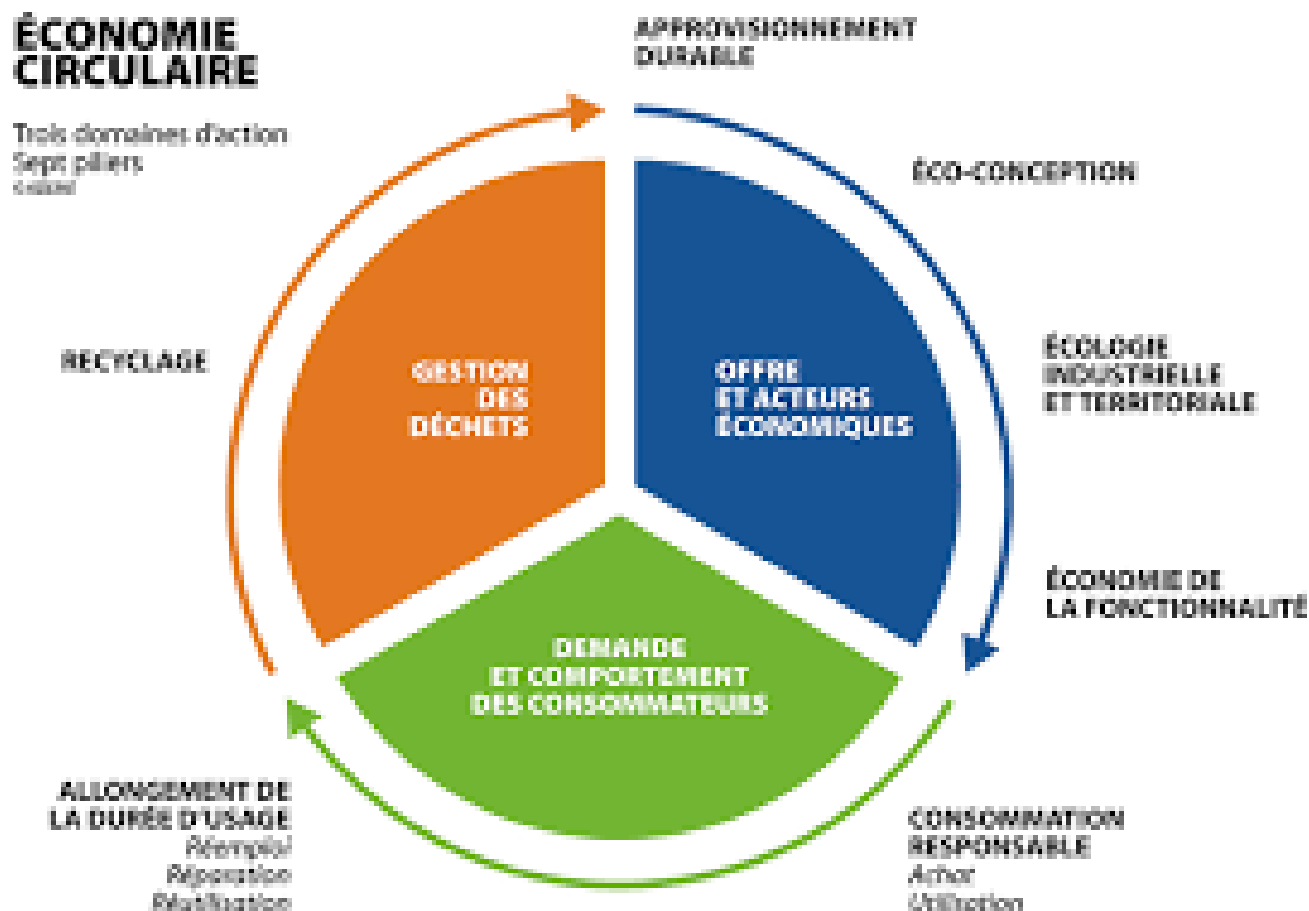 ÉCONOMIE
CIRCULAIRE
Trois domaines d'action
Sept piliers
APPROVISIONNEMENT
DURABLE
ÉCO-CONCEPTION
ÉCOLOGIE
INDUSTRIELLE
ET TERRITORIALE
ÉCONOMIE DE
LA FONCTIONNALITÉ
CONSOMMATION
RESPONSABLE
Achat
Utilisation
ALLONGEMENT DE
LA DURÉE D'USAGE
Réemploi
Réparation
Réutilisation
RECYCLAGE
GESTION
DES
DÉCHETS
OFFRE
ET ACTEURS
ÉCONOMIQUES
DEMANDE
ET COMPORTEMENT
DES CONSOMMATEURS